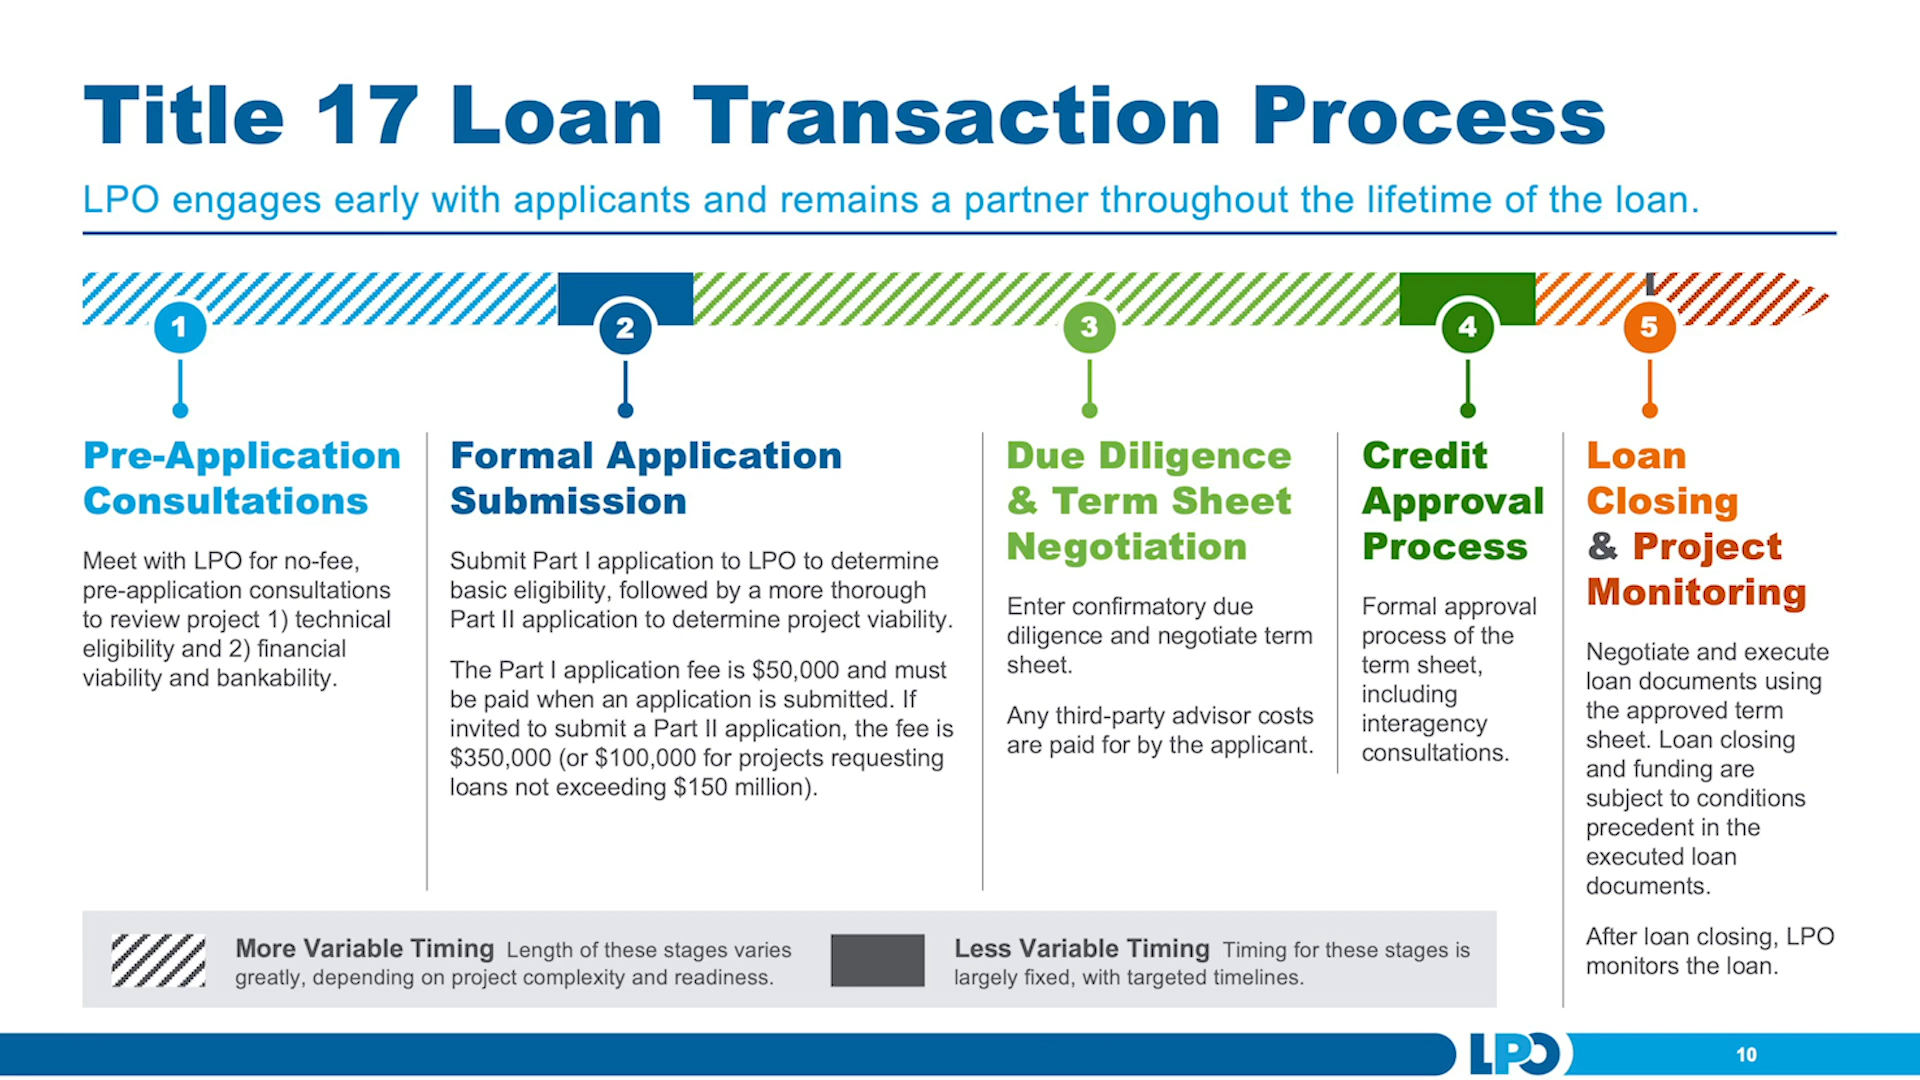 Title 17 Loan Transaction Process
LPO engages early with applicants and remains a partner throughout the lifetime of the loan.
1
2
3
4
5
Pre-Application
Consultations
Meet with LPO for no-fee,
pre-application consultations
to review project 1) technical
eligibility and 2) financial
viability and bankability.
Formal Application
Submission
Submit Part I application to LPO to determine
basic eligibility, followed by a more thorough
Part II application to determine project viability.
The Part I application fee is $50,000 and must
be paid when an application is submitted. If
invited to submit a Part II application, the fee is
$350,000 (or $100,000 for projects requesting
loans not exceeding $150 million).
Due Diligence
& Term Sheet
Negotiation
Enter confirmatory due
diligence and negotiate term
sheet.
Any third-party advisor costs
are paid for by the applicant.
Credit
Approval
Process
Formal approval
process of the
term sheet,
including
interagency
consultations.
Loan
Closing
& Project
Monitoring
Negotiate and execute
loan documents using
the approved term
sheet. Loan closing
and funding are
subject to conditions
precedent in the
executed loan
documents.
After loan closing, LPO
monitors the loan.
More Variable Timing Length of these stages varies
greatly, depending on project complexity and readiness.
Less Variable Timing Timing for these stages is
largely fixed, with targeted timelines.
LPO
10